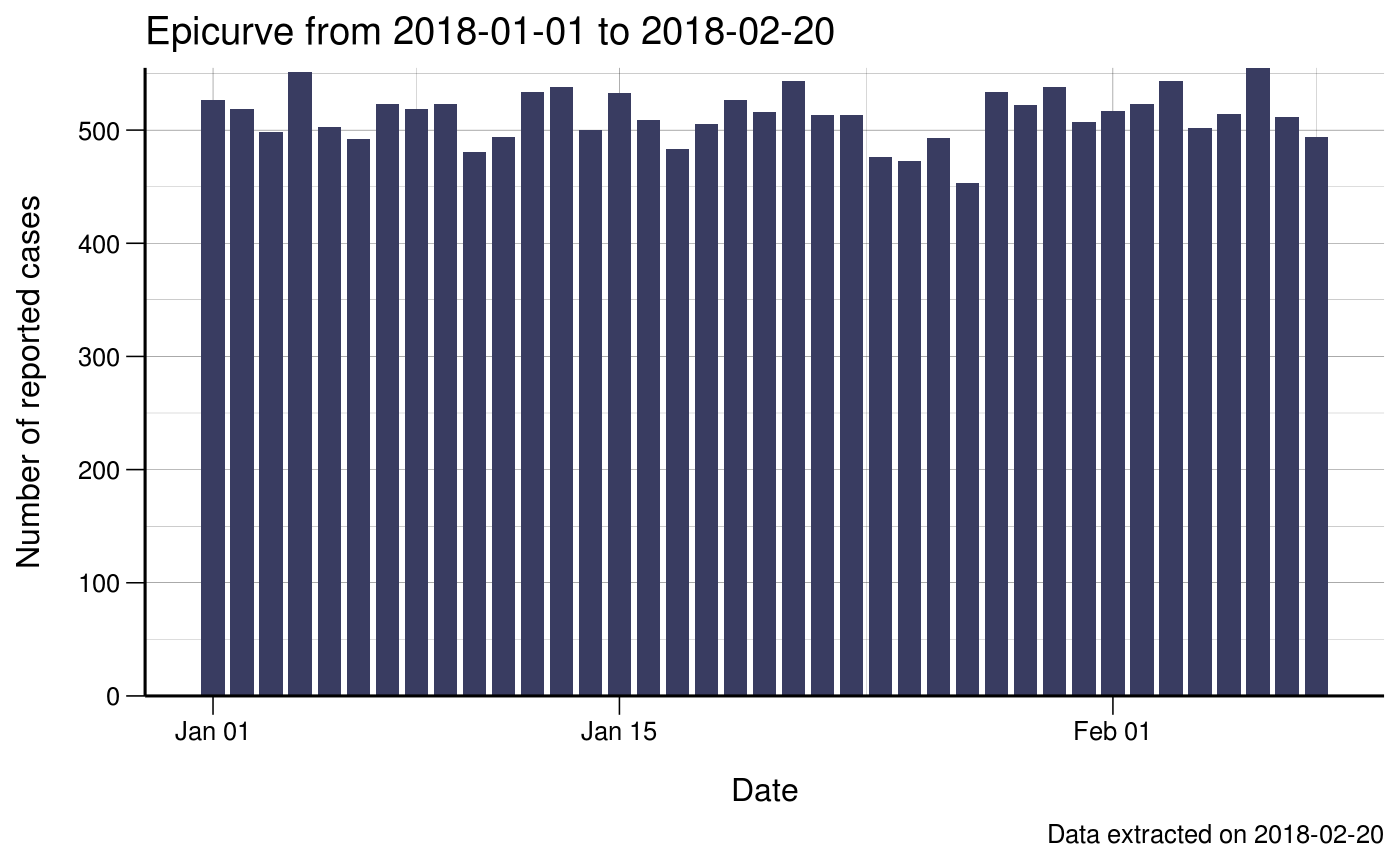 Epicurve from 2018-01-01 to 2018-02-20
Number of reported cases
500
400
300
200
100
0
Jan 01
Jan 15
Feb 01
Date
Data extracted on 2018-02-20